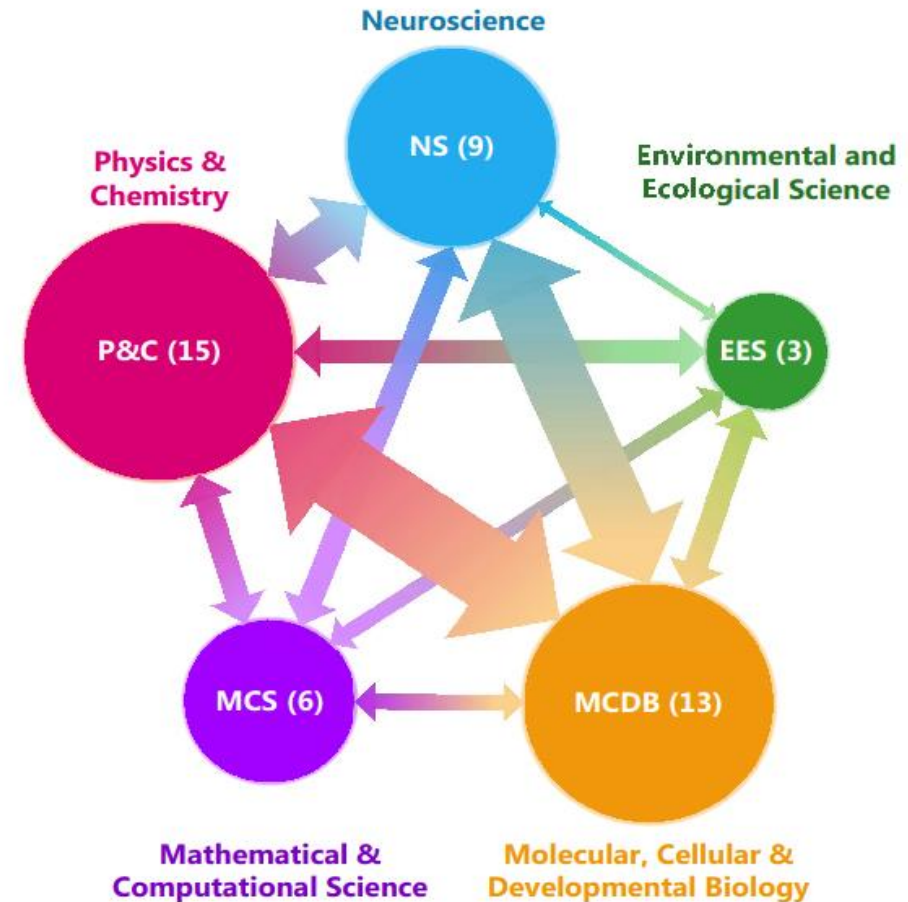 Neuroscience
NS (9)
Physics &
Chemistry
Environmental and
Ecological Science
P&C (15)
EES (3)
MCS (6)
MCDB (13)
Mathematical &
Computational Science
Molecular, Cellular &
Developmental Biology